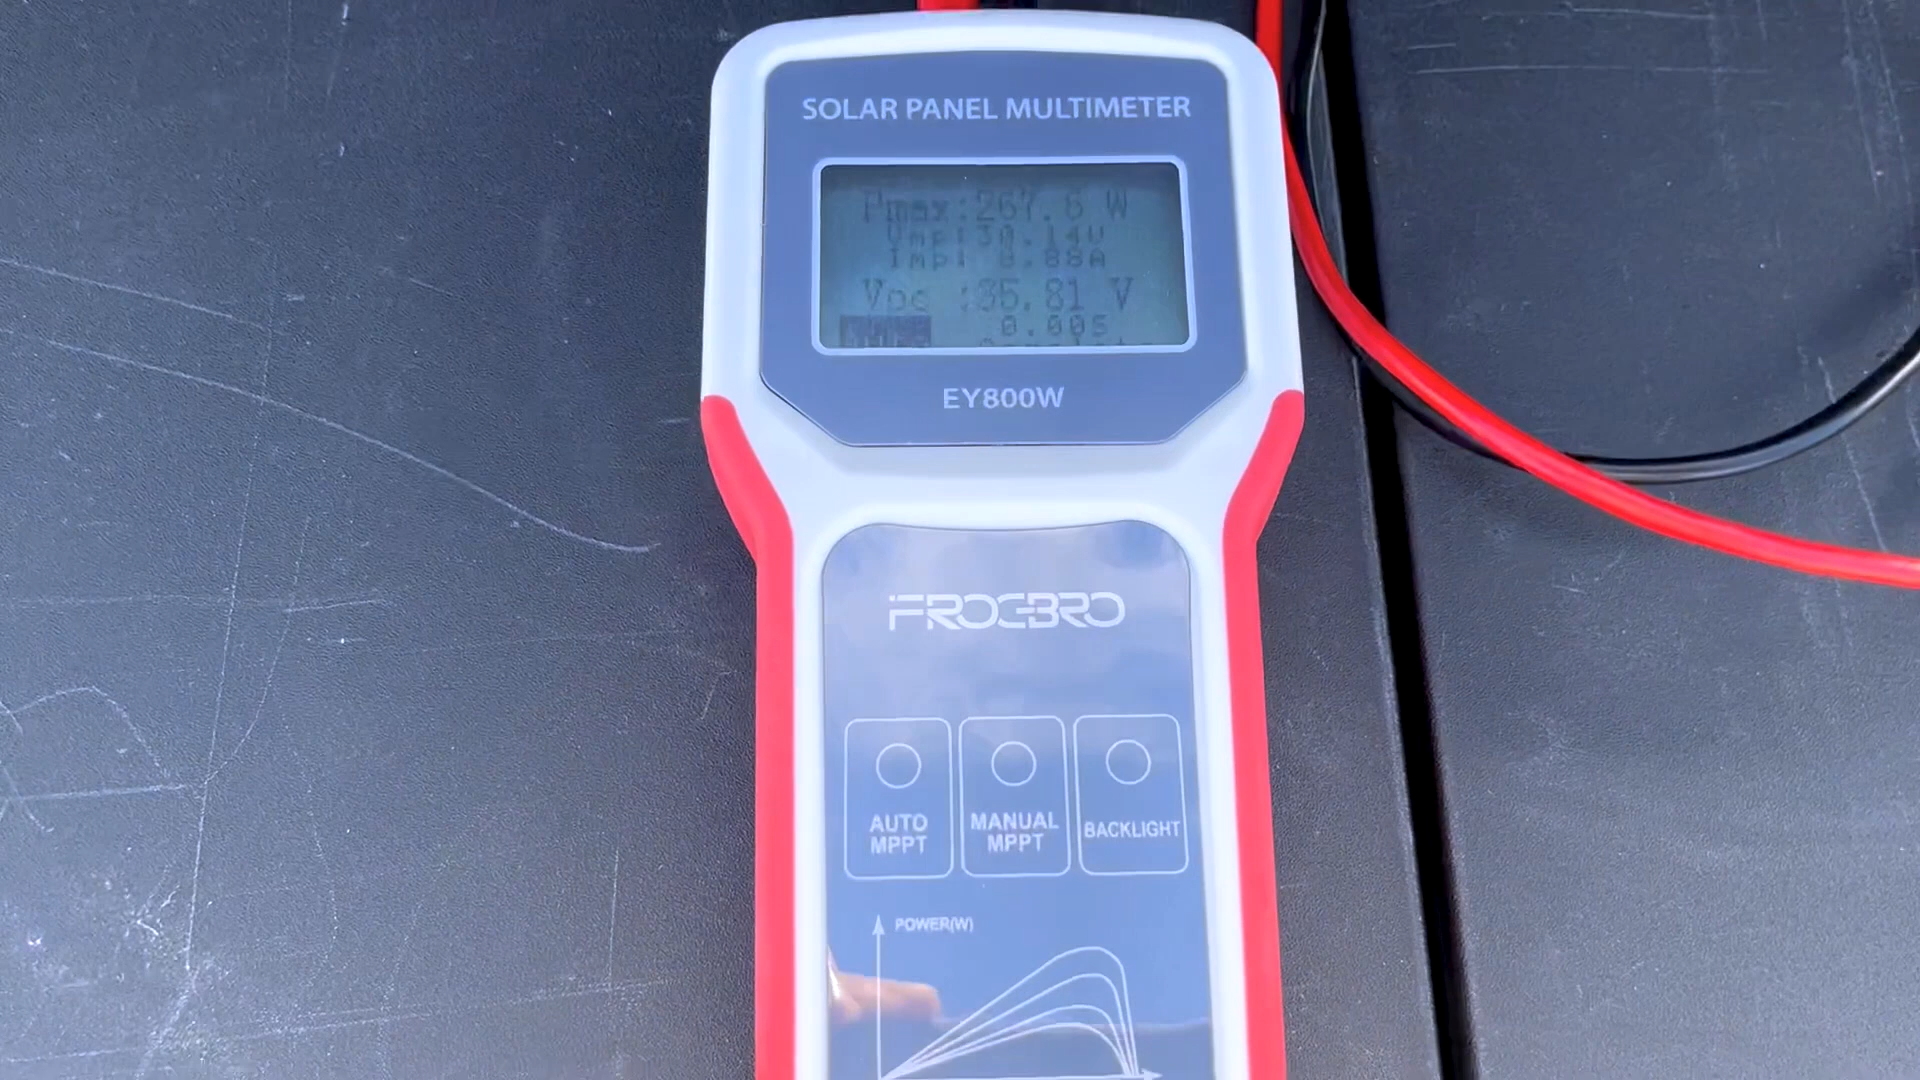 SOLAR PANEL MULTIMETER
Pmax:267.6 W
Vmp:30.14V
Imp: 8.88A
Voc :35.81 V
0.00S
EY800W
FROGBRO
AUTO MPPT
MANUAL MPPT
BACKLIGHT
POWER(W)